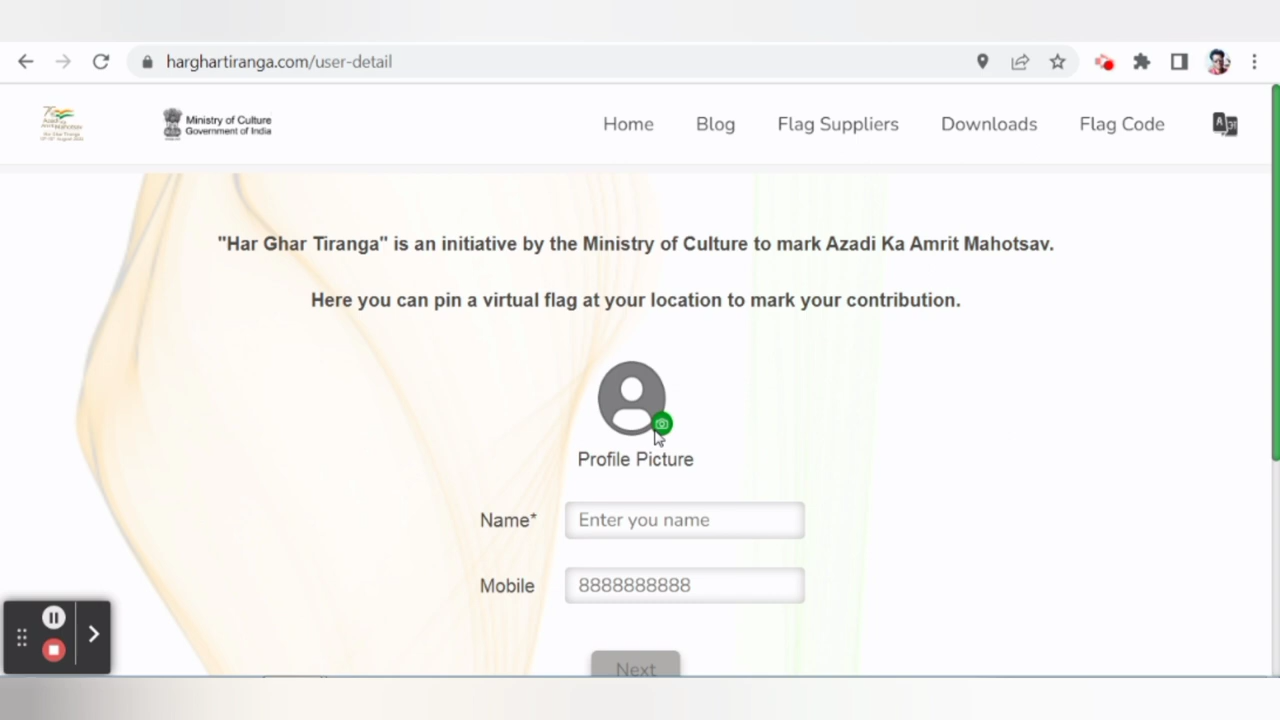 harghartiranga.com/user-detail
Ministry of Culture
Government of India
Home
Blog
Flag Suppliers
Downloads
Flag Code
"Har Ghar Tiranga" is an initiative by the Ministry of Culture to mark Azadi Ka Amrit Mahotsav.
Here you can pin a virtual flag at your location to mark your contribution.
Profile Picture
Name*
Enter you name
Mobile
8888888888
Next